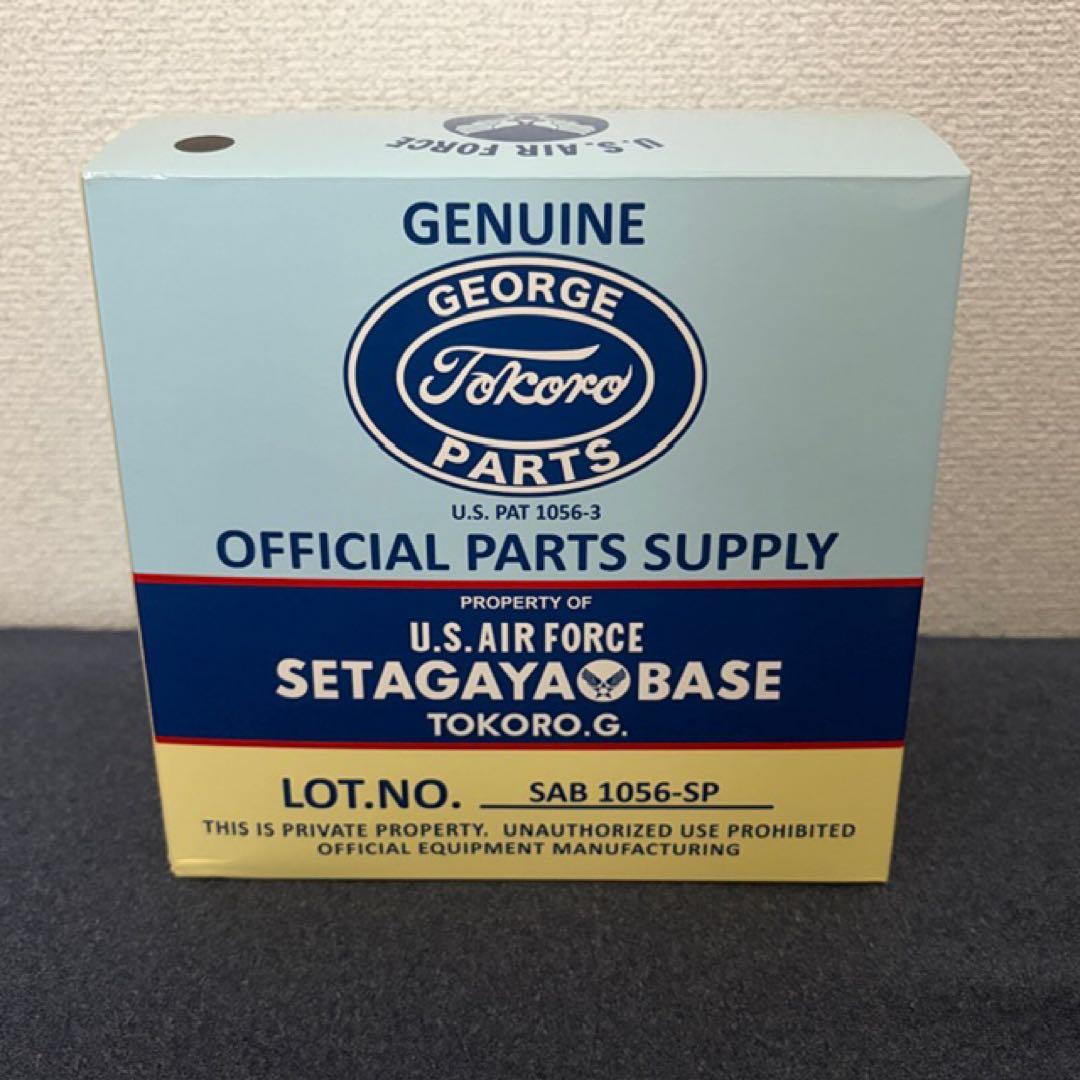 U.S. AIR FORCE
GENUINE
GEORGE
Tokoro
PARTS
U.S. PAT 1056-3
OFFICIAL PARTS SUPPLY
PROPERTY OF
U.S. AIR FORCE
SETAGAYA BASE
TOKORO.G.
LOT.NO. SAB 1056-SP
THIS IS PRIVATE PROPERTY. UNAUTHORIZED USE PROHIBITED
OFFICIAL EQUIPMENT MANUFACTURING